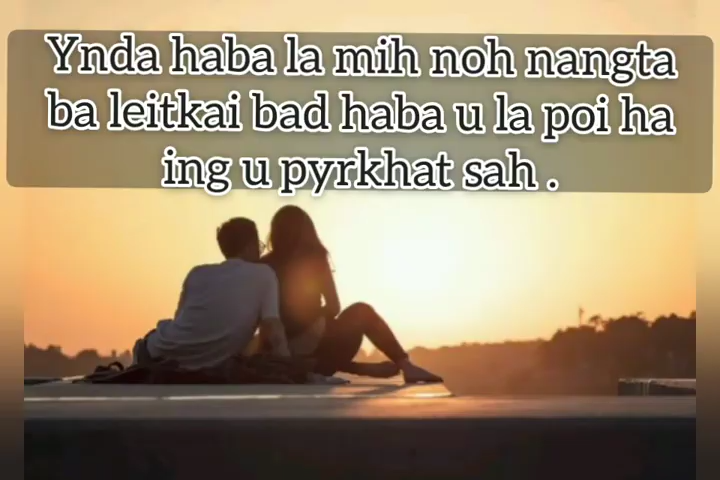 Ynda haba la mih noh nangta
ba leitkai bad haba u la poi ha
ing u pyrkhat sah .